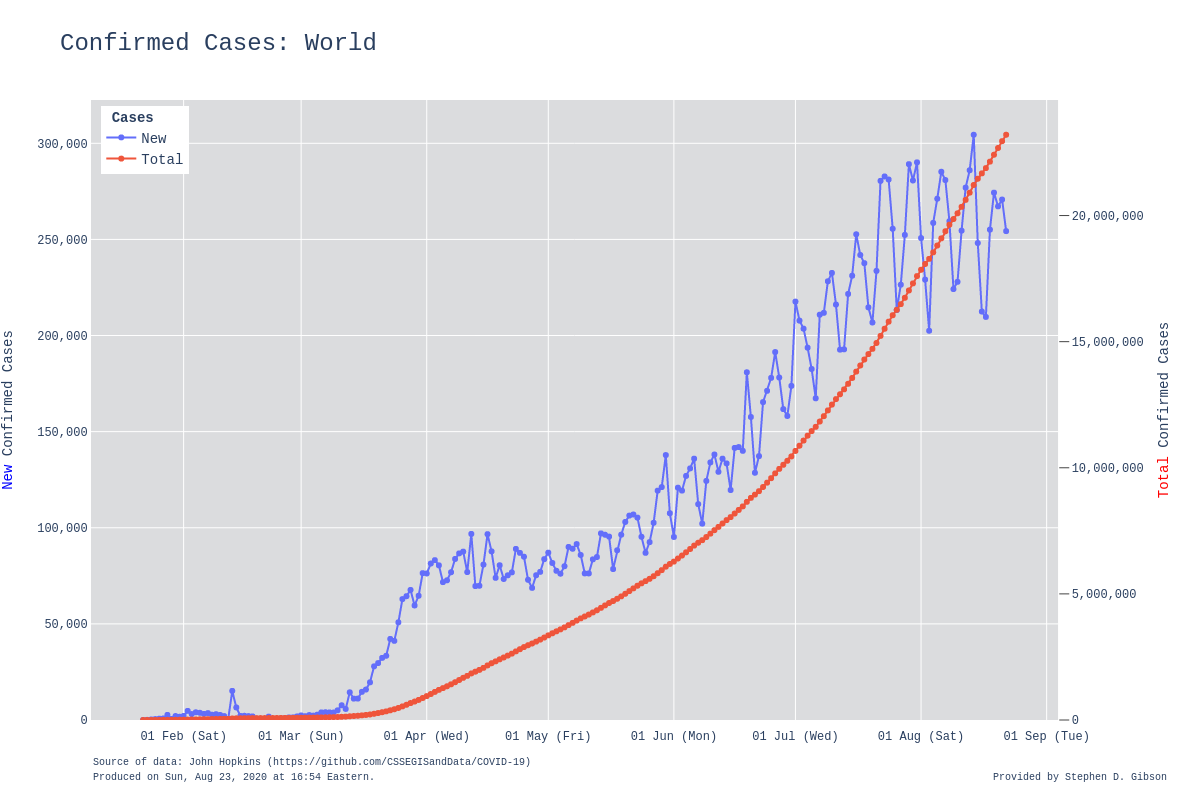 Confirmed Cases: World
Cases
New
Total
300,000
250,000
200,000
150,000
100,000
50,000
0
New Confirmed Cases
20,000,000
15,000,000
10,000,000
5,000,000
0
Total Confirmed Cases
01 Feb (Sat) 01 Mar (Sun) 01 Apr (Wed) 01 May (Fri) 01 Jun (Mon) 01 Jul (Wed) 01 Aug (Sat) 01 Sep (Tue)
Source of data: John Hopkins (https://github.com/CSSEGISandData/COVID-19)
Produced on Sun, Aug 23, 2020 at 16:54 Eastern.
Provided by Stephen D. Gibson